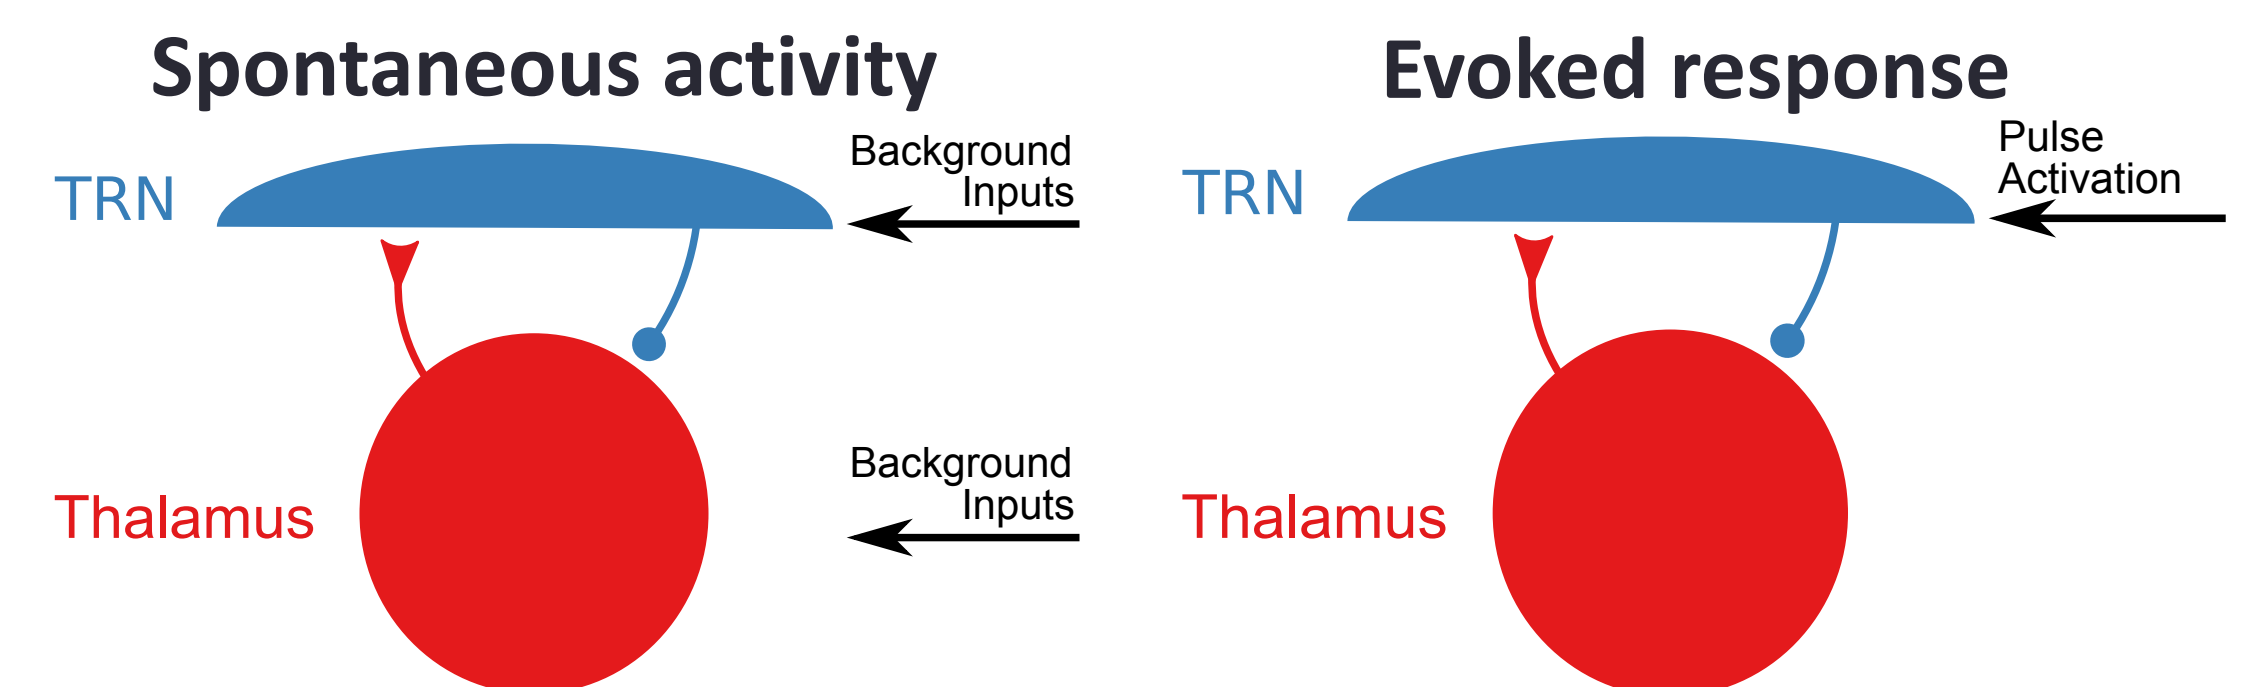 Spontaneous activity
TRN
Background
Inputs
Thalamus
Background
Inputs
Evoked response
TRN
Pulse
Activation
Thalamus